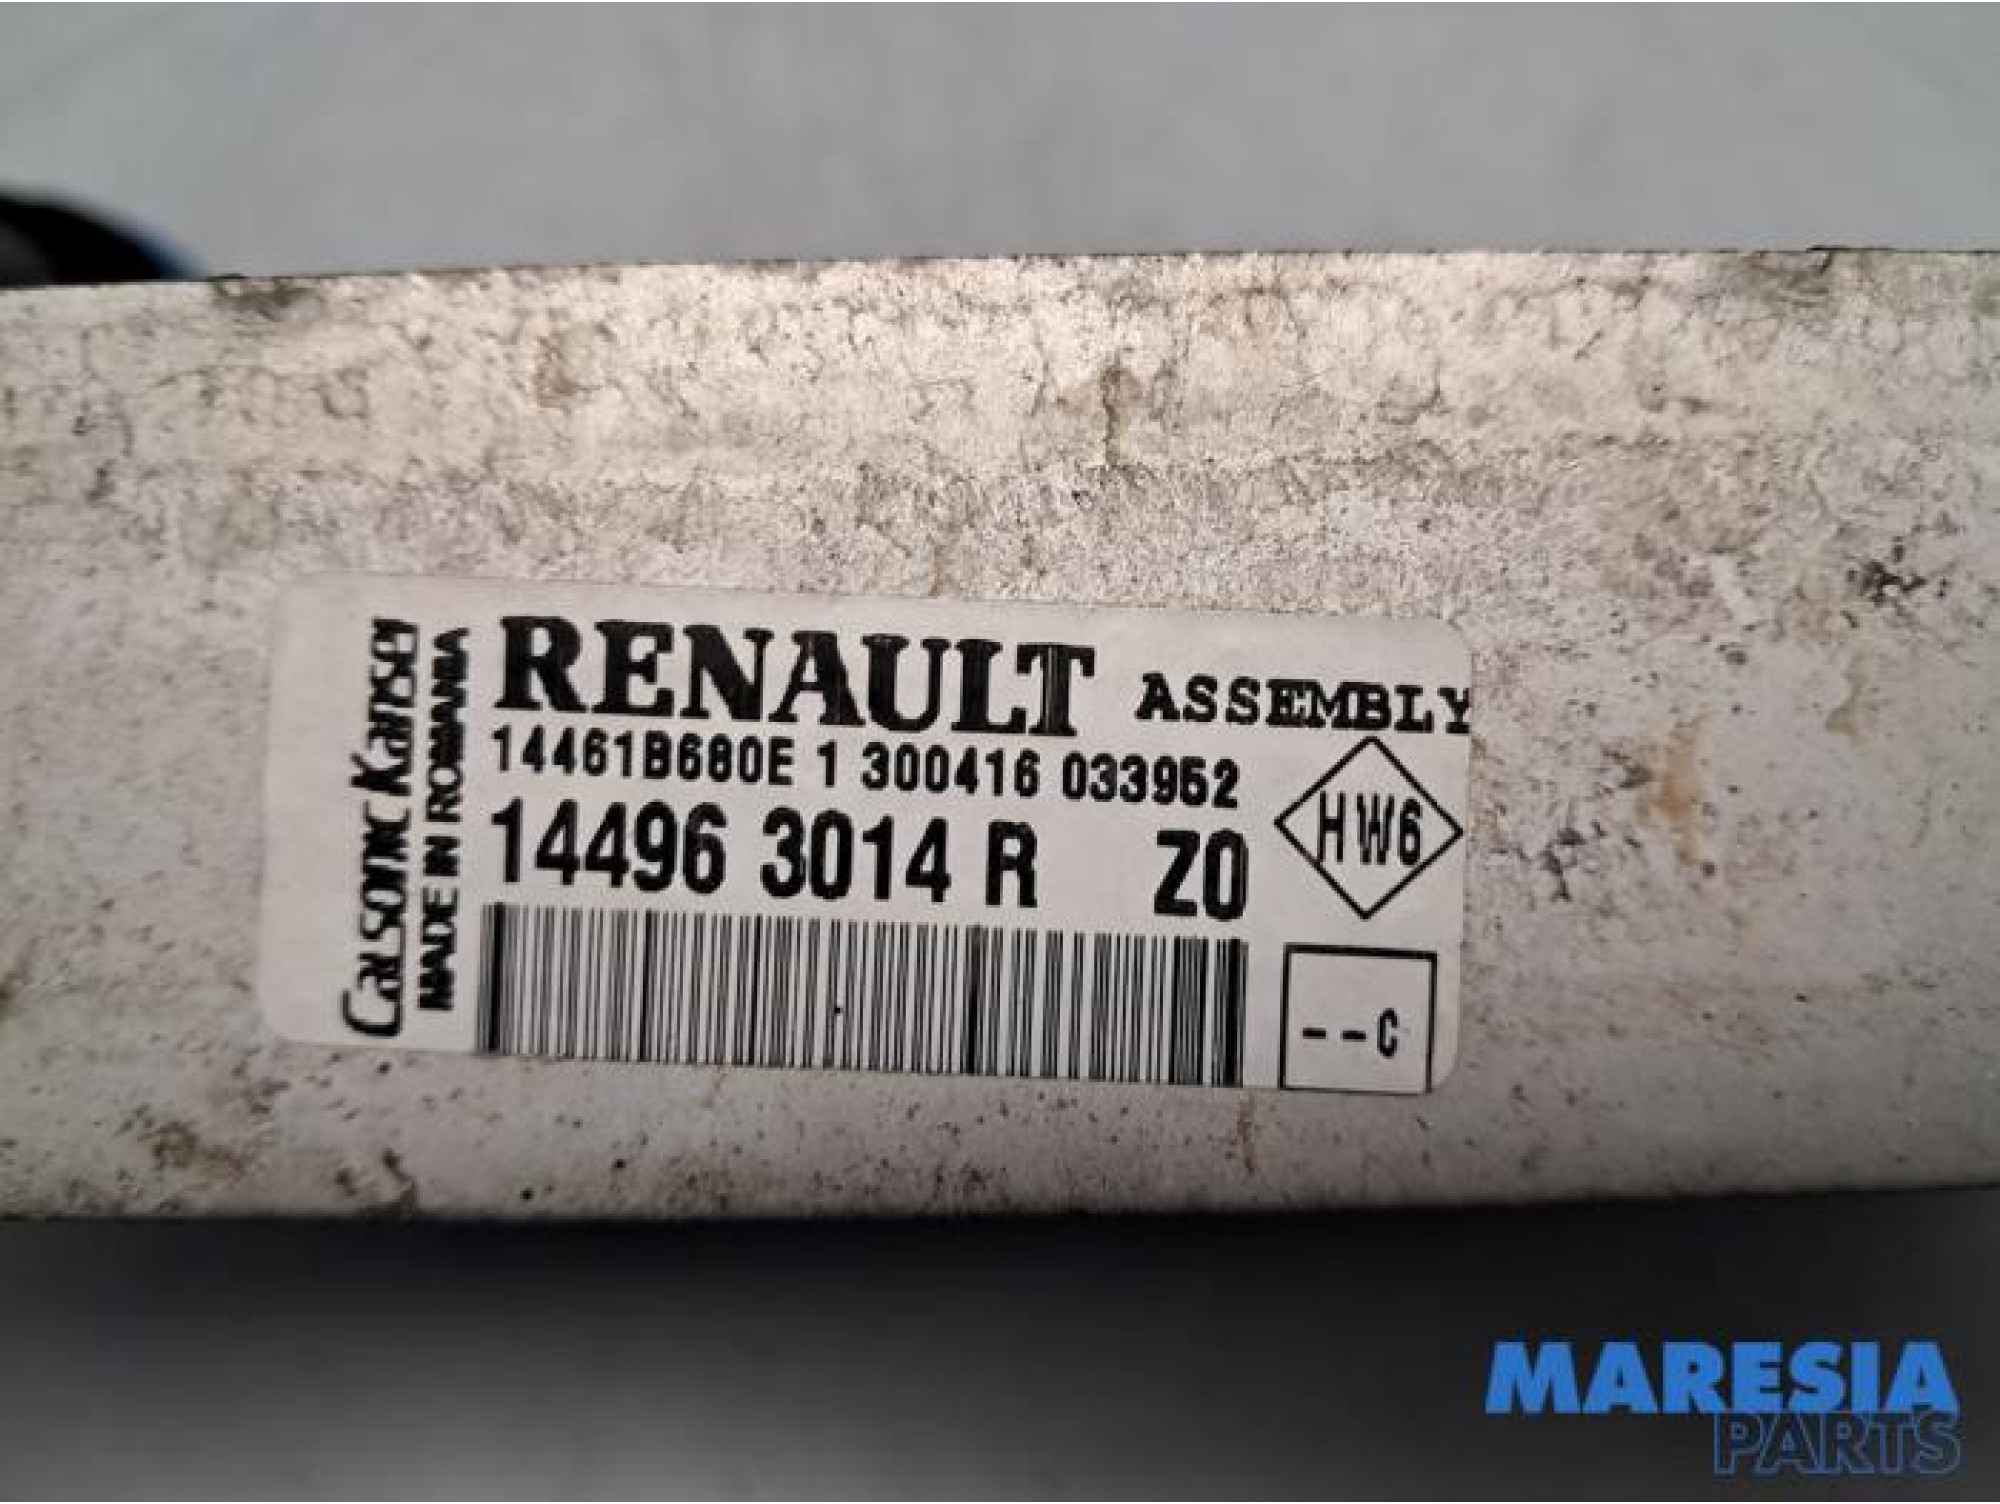 Calsonic Kansei
MADE IN ROMANIA
RENAULT ASSEMBLY
14461B680E 1 300416 033952
14496 3014 R Z0
HW6
--C
MARESIA
PARTS